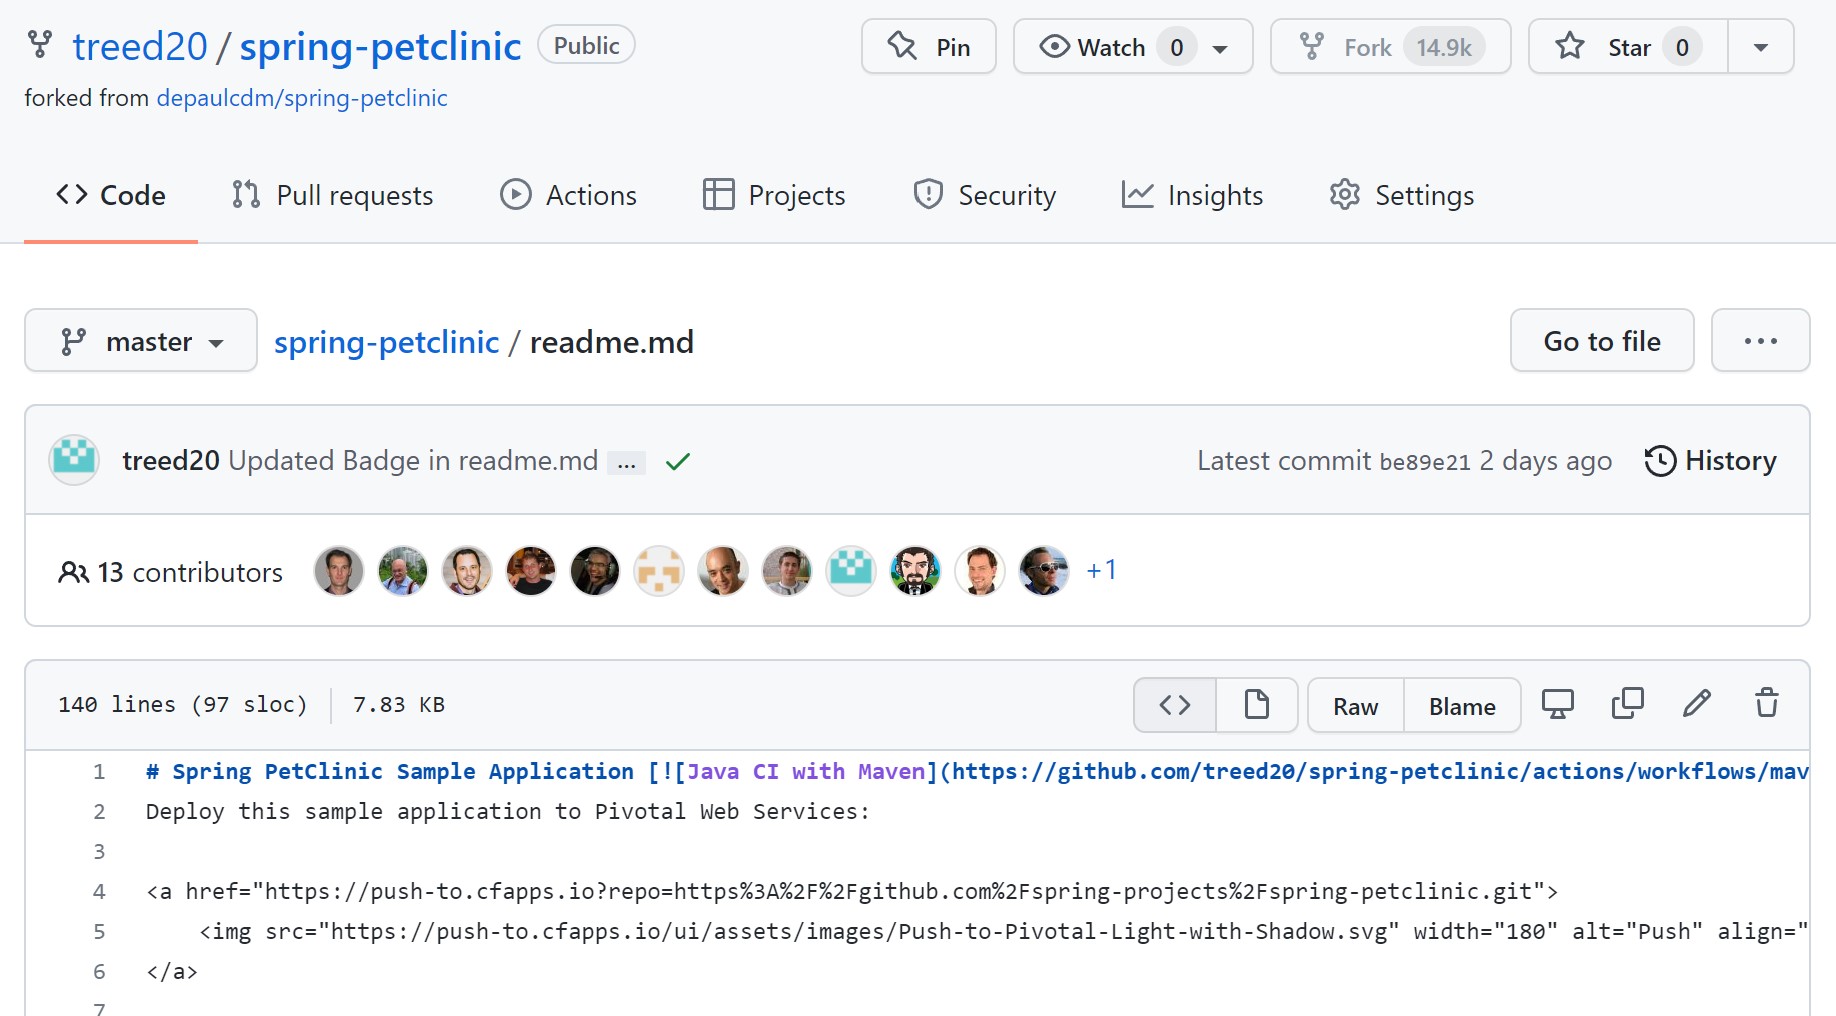 treed20 / spring-petclinic Public Pin Watch 0 Fork 14.9k Star 0
forked from depaulcdm/spring-petclinic
Code Pull requests Actions Projects Security Insights Settings
master spring-petclinic / readme.md Go to file ...
treed20 Updated Badge in readme.md ... Latest commit be89e21 2 days ago History
13 contributors +1
140 lines (97 sloc) 7.83 KB <> Raw Blame
1 # Spring PetClinic Sample Application [![Java CI with Maven](https://github.com/treed20/spring-petclinic/actions/workflows/mav
2 Deploy this sample application to Pivotal Web Services:
3
4 <a href="https://push-to.cfapps.io?repo=https%3A%2F%2Fgithub.com%2Fspring-projects%2Fspring-petclinic.git">
5 <img src="https://push-to.cfapps.io/ui/assets/images/Push-to-Pivotal-Light-with-Shadow.svg" width="180" alt="Push" align="
6 </a>
7